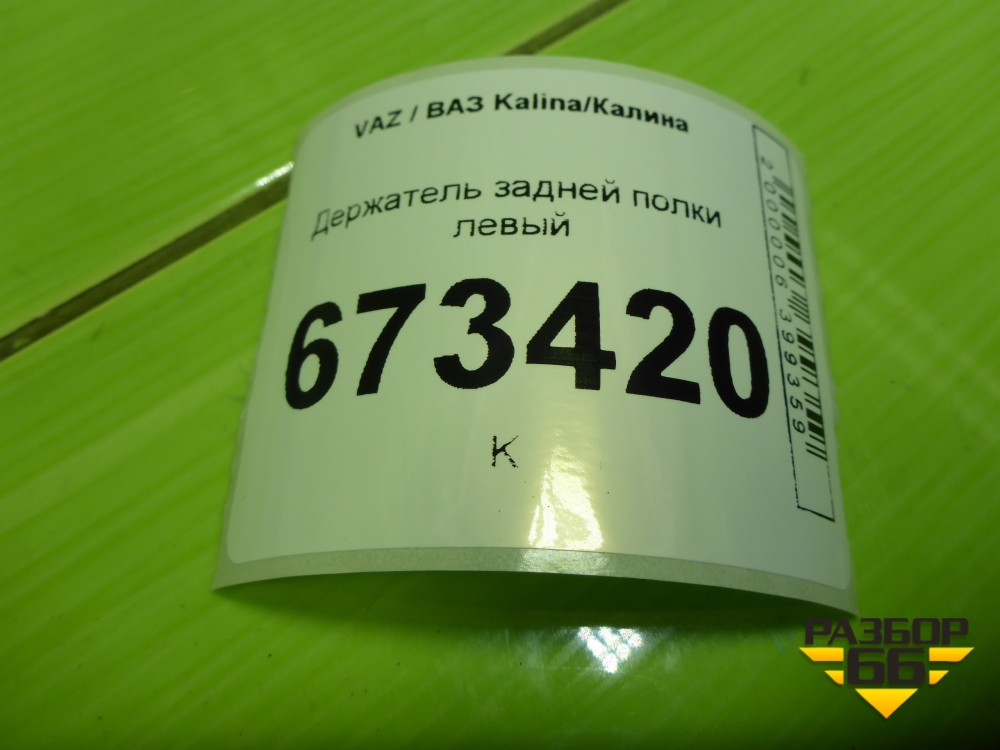 VAZ / ВАЗ Kalina/Калина
Держатель задней полки
левый
673420
К
2000006399359
РАЗБОР
66